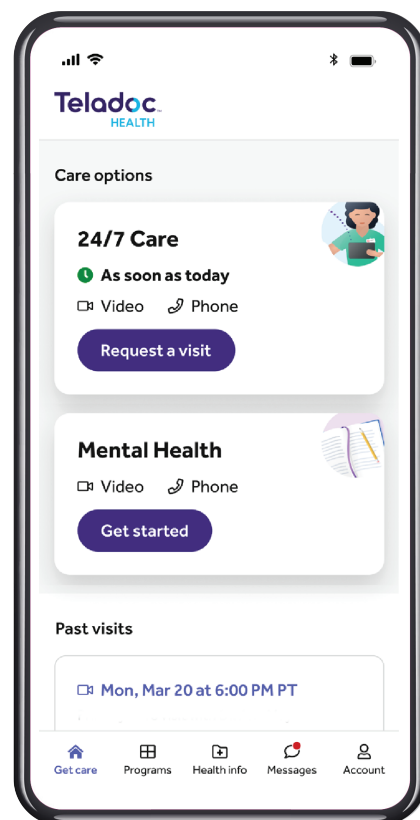 Teladoc
HEALTH
Care options
24/7 Care
As soon as today
Video Phone
Request a visit
Mental Health
Video Phone
Get started
Past visits
Mon, Mar 20 at 6:00 PM PT
Get care Programs Health info Messages Account